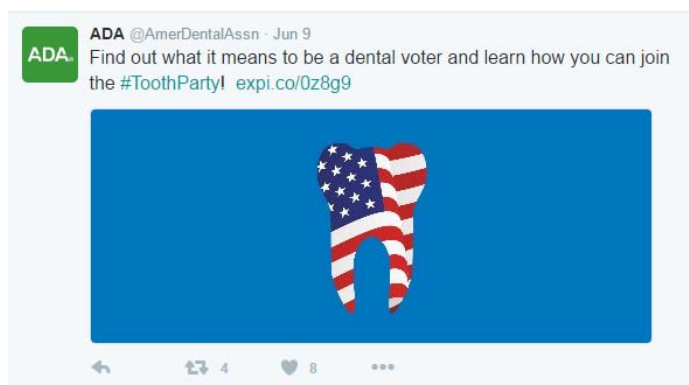 ADA @AmerDentalAssn · Jun 9
ADA.
Find out what it means to be a dental voter and learn how you can join
the #ToothParty! expi.co/0z8g9
4
8